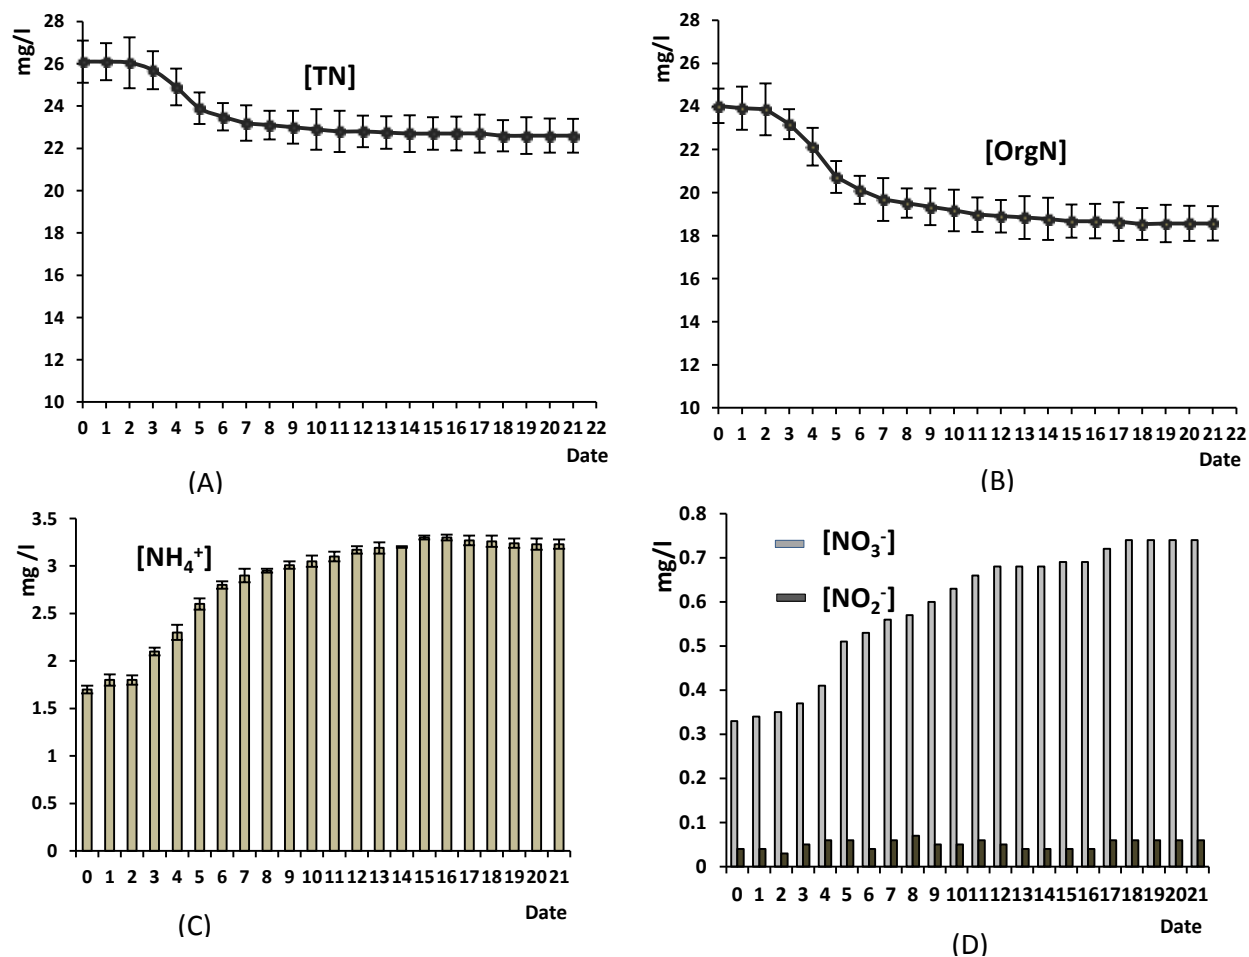 28
26
24
22
20
18
16
14
12
10
mg/l
[TN]
0 1 2 3 4 5 6 7 8 9 10 11 12 13 14 15 16 17 18 19 20 21 22
Date
(A)
28
26
24
22
20
18
16
14
12
10
mg/l
[OrgN]
0 1 2 3 4 5 6 7 8 9 10 11 12 13 14 15 16 17 18 19 20 21 22
Date
(B)
3.5
3
2.5
2
1.5
1
0.5
0
mg /l
[NH₄⁺]
0 1 2 3 4 5 6 7 8 9 10 11 12 13 14 15 16 17 18 19 20 21
Date
(C)
0.8
0.7
0.6
0.5
0.4
0.3
0.2
0.1
0
mg/l
[NO₃⁻]
[NO₂⁻]
0 1 2 3 4 5 6 7 8 9 10 11 12 13 14 15 16 17 18 19 20 21
Date
(D)